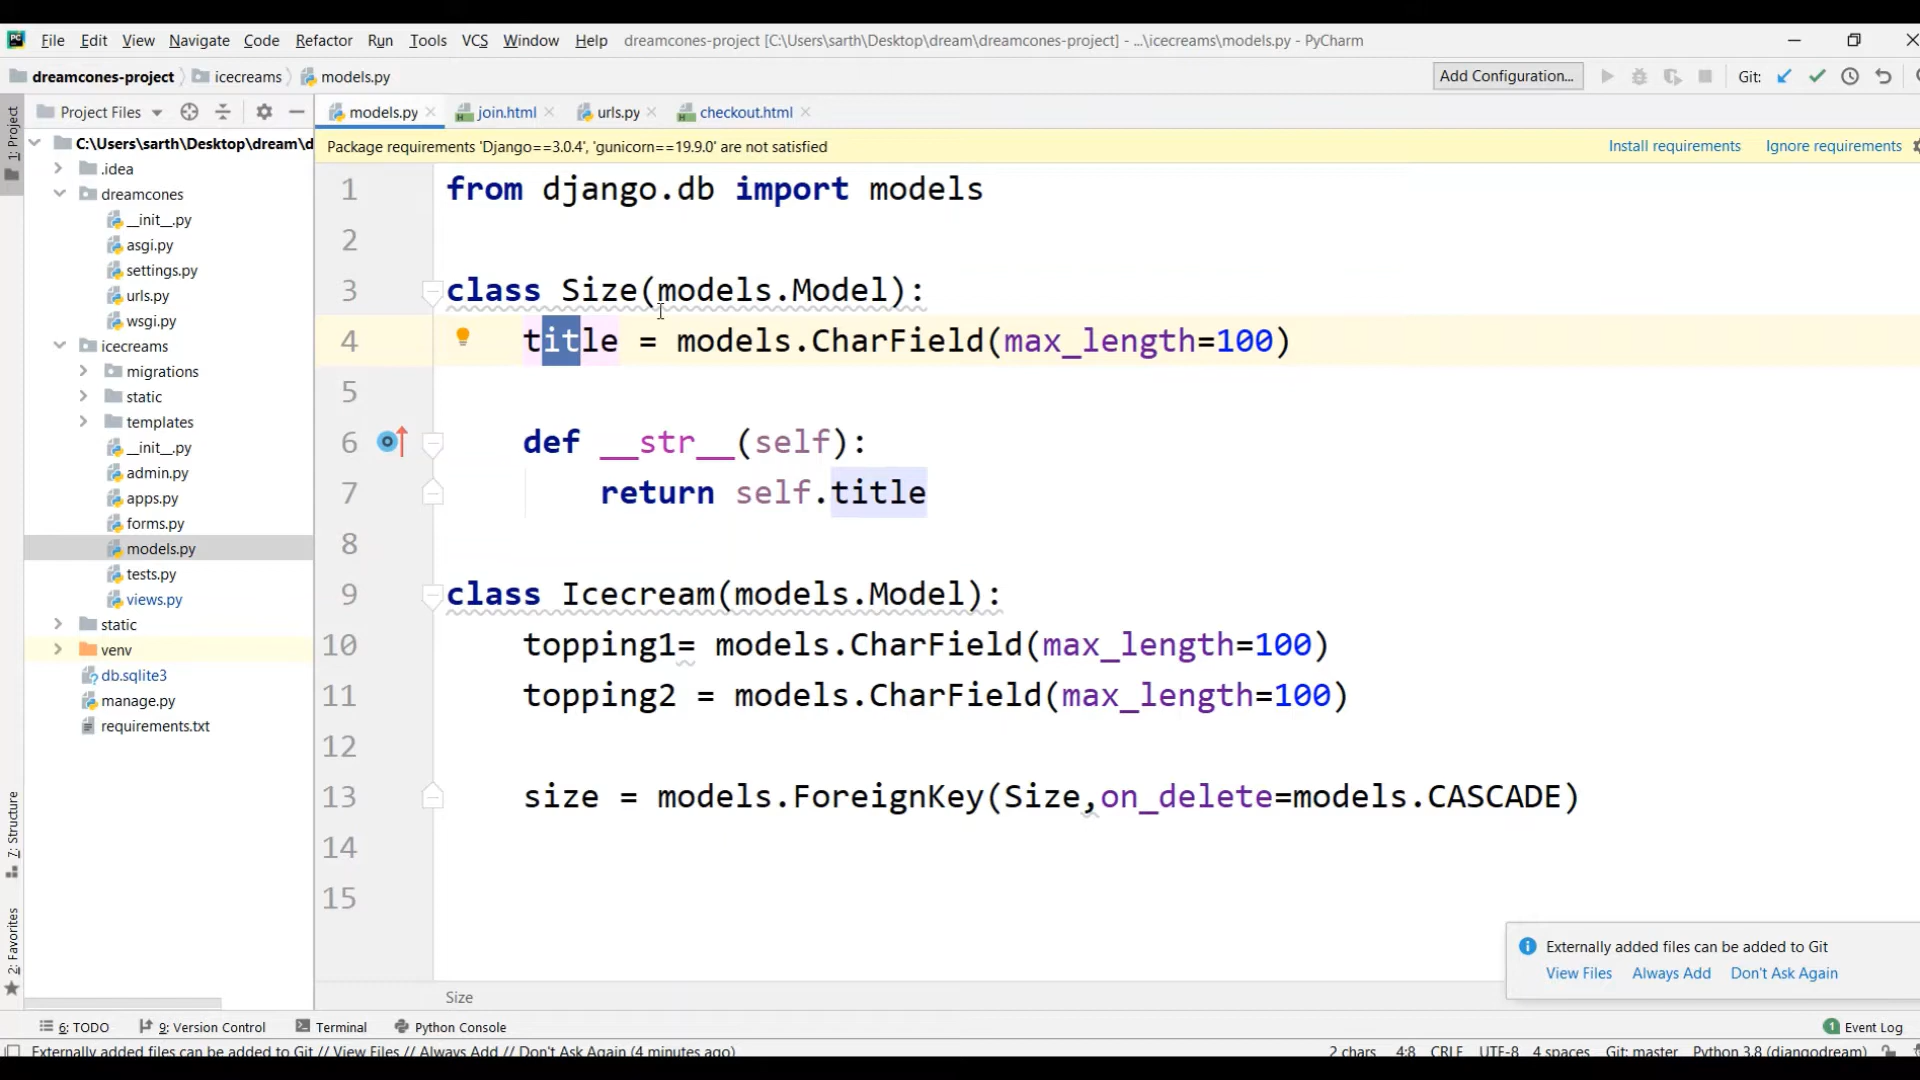 PC File Edit View Navigate Code Refactor Run Tools VCS Window Help dreamcones-project [C:\Users\sarth\Desktop\dream\dreamcones-project] - ...\icecreams\models.py - PyCharm
dreamcones-project icecreams models.py Add Configuration... Git:
Project Files models.py join.html urls.py checkout.html
1: Project
C:\Users\sarth\Desktop\dream\d
.idea
dreamcones
__init__.py
asgi.py
settings.py
urls.py
wsgi.py
icecreams
migrations
static
templates
__init__.py
admin.py
apps.py
forms.py
models.py
tests.py
views.py
static
venv
db.sqlite3
manage.py
requirements.txt
7: Structure
2: Favorites
Package requirements 'Django==3.0.4', 'gunicorn==19.9.0' are not satisfied Install requirements Ignore requirements
1 from django.db import models
2
3 class Size(models.Model):
4 title = models.CharField(max_length=100)
5
6 def __str__(self):
7 return self.title
8
9 class Icecream(models.Model):
10 topping1= models.CharField(max_length=100)
11 topping2 = models.CharField(max_length=100)
12
13 size = models.ForeignKey(Size,on_delete=models.CASCADE)
14
15
Externally added files can be added to Git
View Files Always Add Don't Ask Again
Size
6: TODO 9: Version Control Terminal Python Console 1 Event Log
Externally added files can be added to Git // View Files // Always Add // Don't Ask Again (4 minutes ago) 2 chars 4:8 CRLF UTF-8 4 spaces Git: master Python 3.8 (djangodream)